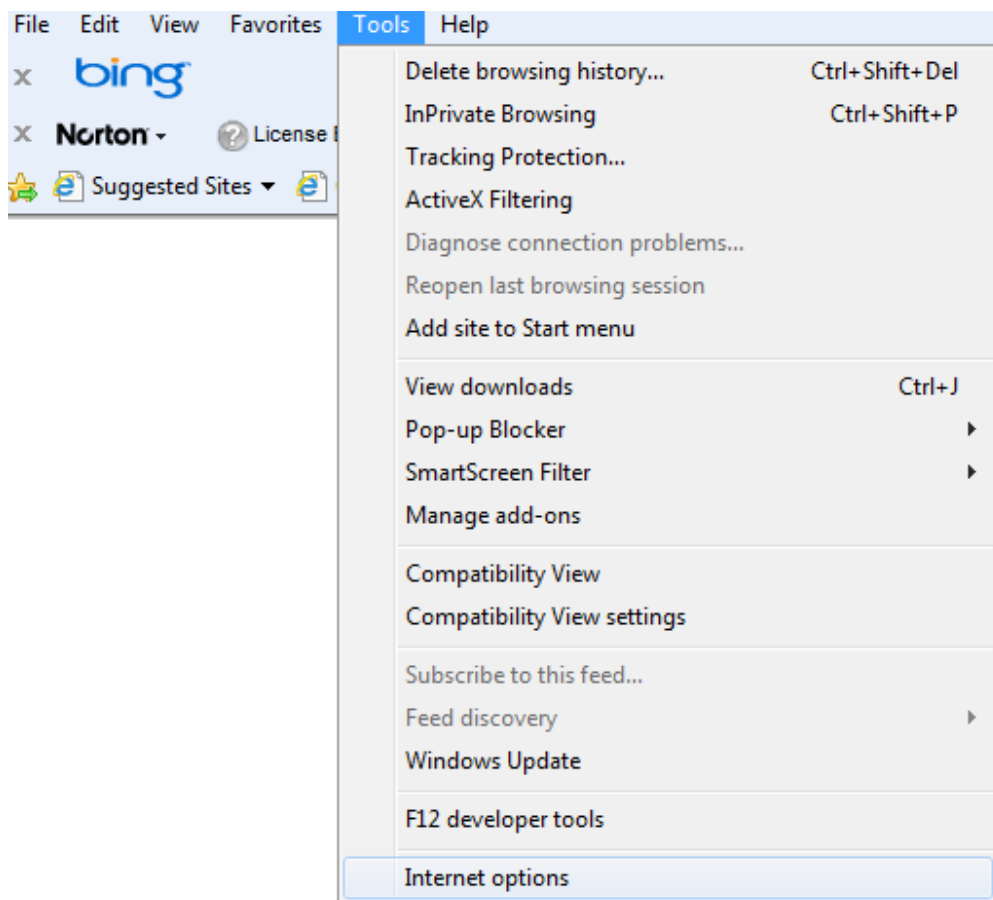 File Edit View Favorites Tools Help
x bing
x Norton
License
Suggested Sites
Delete browsing history... Ctrl+Shift+Del
InPrivate Browsing Ctrl+Shift+P
Tracking Protection...
ActiveX Filtering
Diagnose connection problems...
Reopen last browsing session
Add site to Start menu
View downloads Ctrl+J
Pop-up Blocker
SmartScreen Filter
Manage add-ons
Compatibility View
Compatibility View settings
Subscribe to this feed...
Feed discovery
Windows Update
F12 developer tools
Internet options